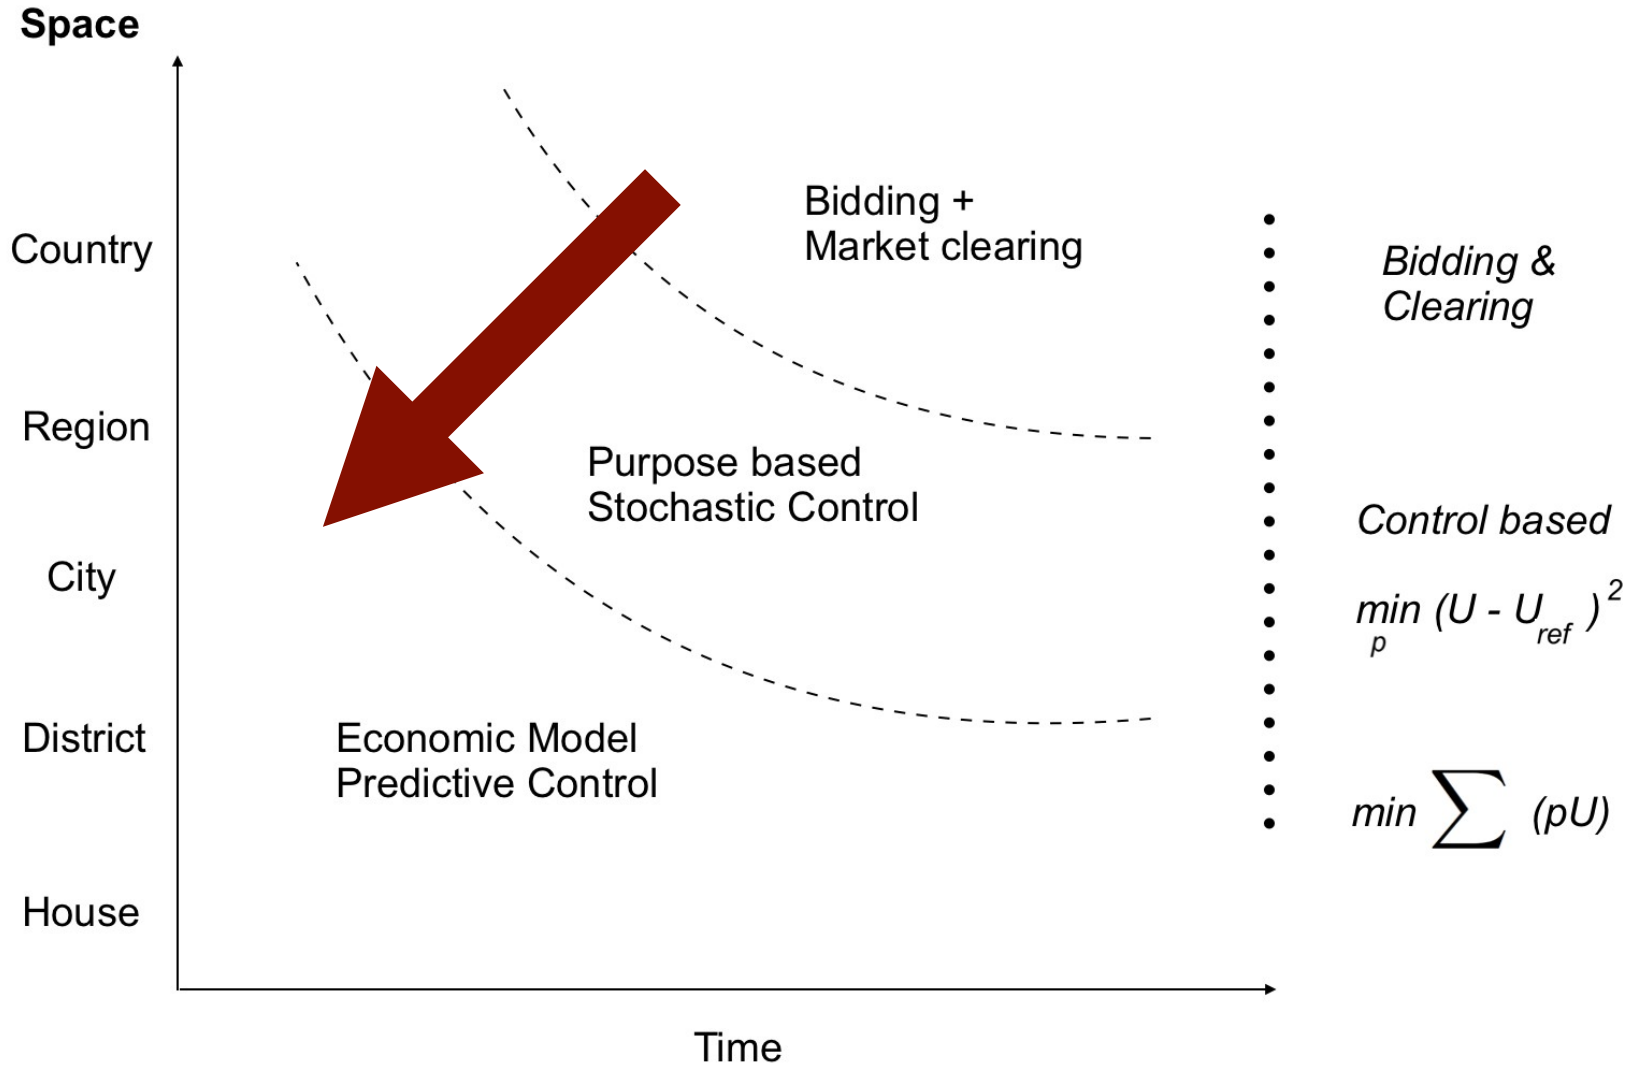 Space
Bidding +
Market clearing
Country
Bidding &
Clearing
Region
Purpose based
Stochastic Control
Control based
City
min (U - U_ref )²
p
District
Economic Model
Predictive Control
min ∑ (pU)
House
Time